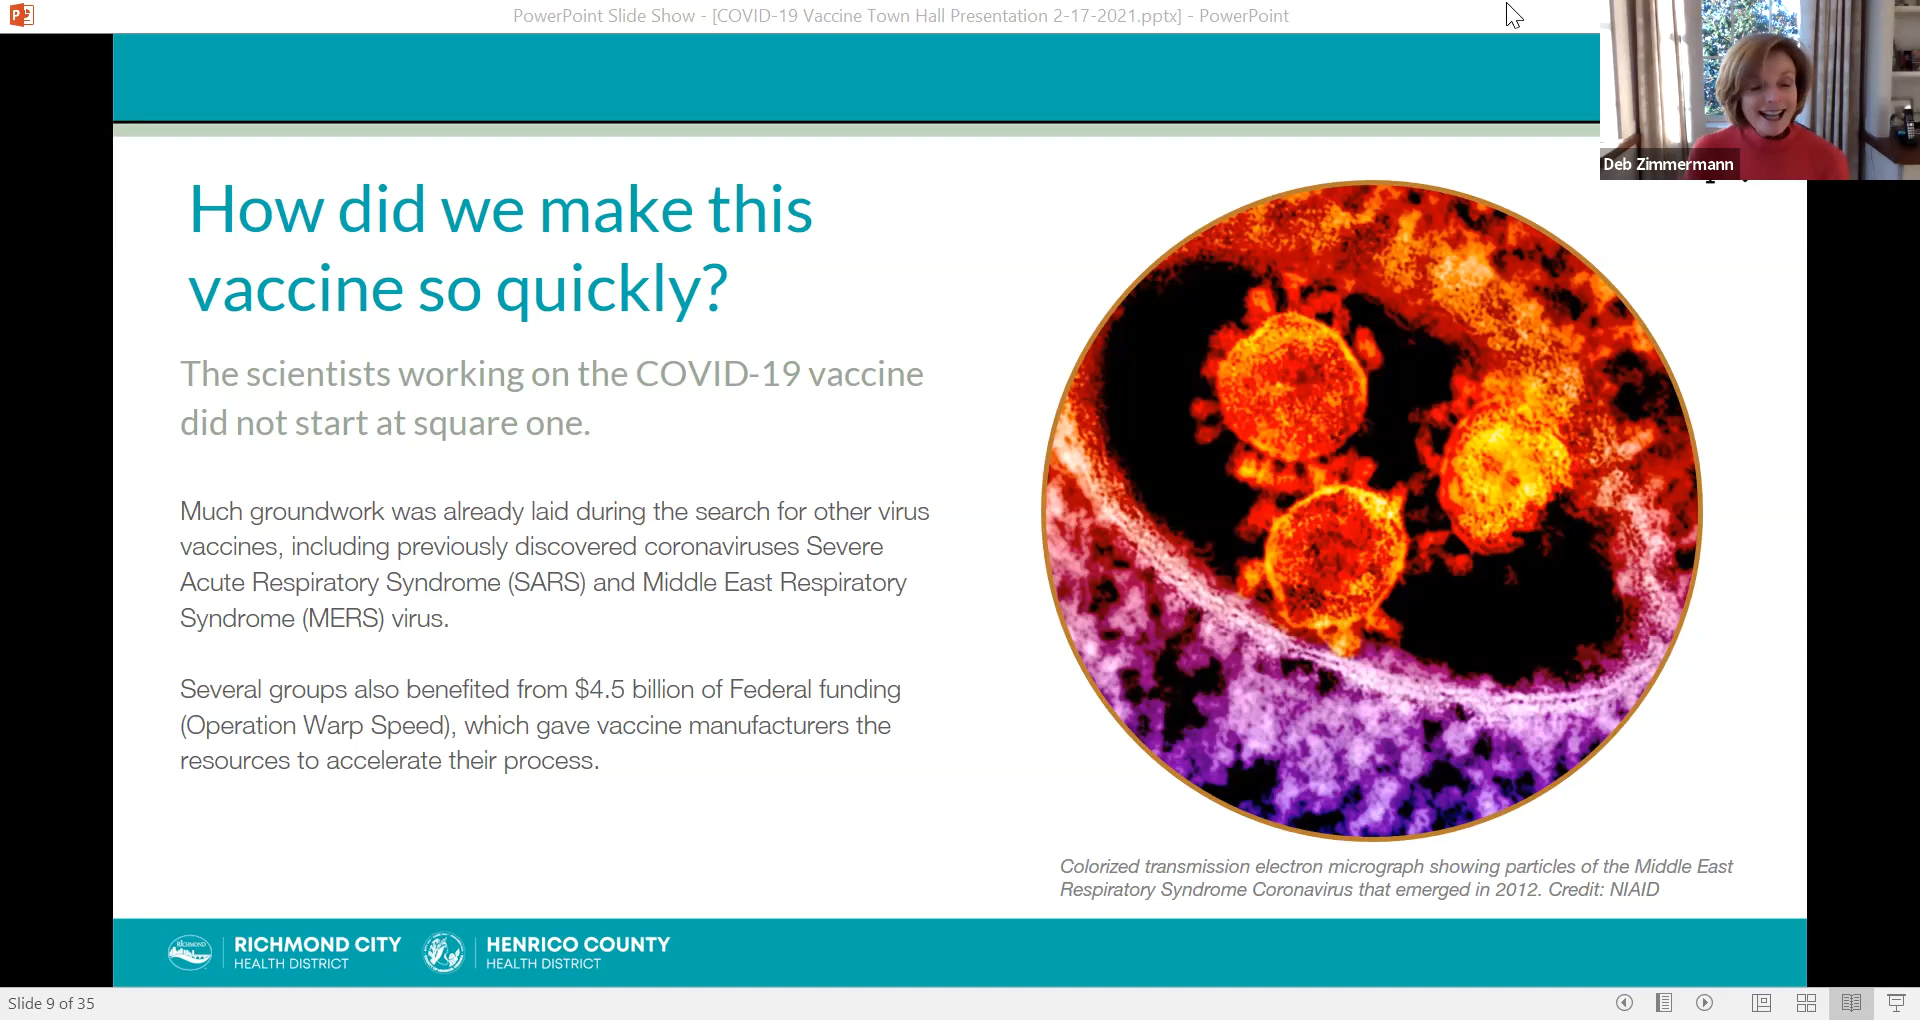 PowerPoint Slide Show - [COVID-19 Vaccine Town Hall Presentation 2-17-2021.pptx] - PowerPoint
Deb Zimmermann
How did we make this
vaccine so quickly?
The scientists working on the COVID-19 vaccine
did not start at square one.
Much groundwork was already laid during the search for other virus
vaccines, including previously discovered coronaviruses Severe
Acute Respiratory Syndrome (SARS) and Middle East Respiratory
Syndrome (MERS) virus.
Several groups also benefited from $4.5 billion of Federal funding
(Operation Warp Speed), which gave vaccine manufacturers the
resources to accelerate their process.
Colorized transmission electron micrograph showing particles of the Middle East
Respiratory Syndrome Coronavirus that emerged in 2012. Credit: NIAID
RICHMOND
RICHMOND CITY
HEALTH DISTRICT
HENRICO COUNTY
HEALTH DISTRICT
Slide 9 of 35